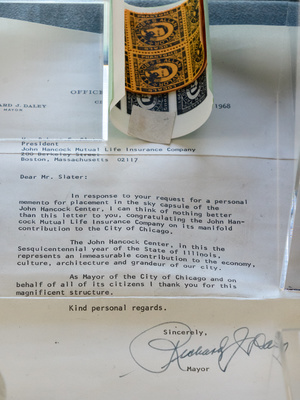 OFFIC
ARD J. DALEY
MAYOR
1968
President
John Hancock Mutual Life Insurance Company
200 Berkeley Street
Boston, Massachusetts 02117
Dear Mr. Slater:
In response to your request for a personal
memento for placement in the sky capsule of the
John Hancock Center, I can think of nothing better
than this letter to you, congratulating the John Han-
cock Mutual Life Insurance Company on its manifold
contribution to the City of Chicago.
The John Hancock Center, in this the
Sesquicentennial year of the State of Illinois,
represents an immeasurable contribution to the economy,
culture, architecture and grandeur of our city.
As Mayor of the City of Chicago and on
behalf of all of its citizens I thank you for this
magnificent structure.
Kind personal regards.
Sincerely,
Richard J. Daley
Mayor